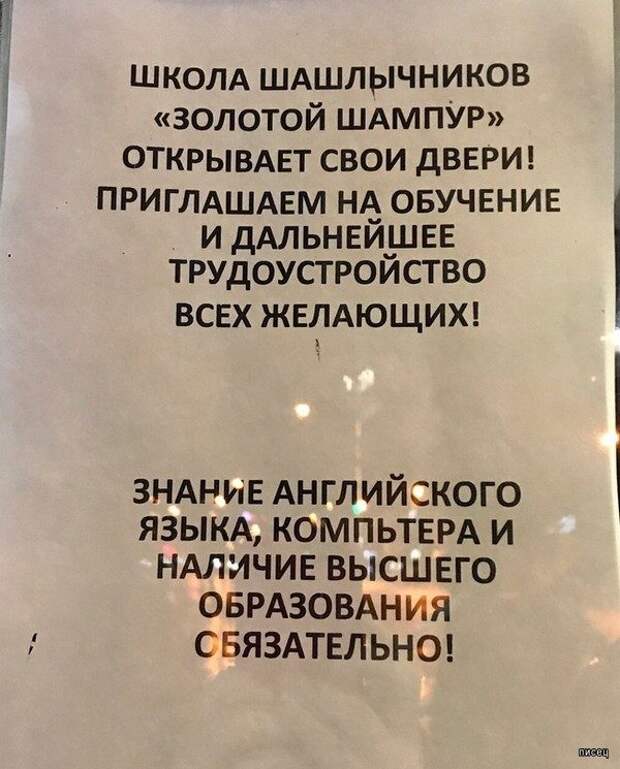 ШКОЛА ШАШЛЫЧНИКОВ
«ЗОЛОТОЙ ШАМПУР»
ОТКРЫВАЕТ СВОИ ДВЕРИ!
ПРИГЛАШАЕМ НА ОБУЧЕНИЕ
И ДАЛЬНЕЙШЕЕ
ТРУДОУСТРОЙСТВО
ВСЕХ ЖЕЛАЮЩИХ!
ЗНАНИЕ АНГЛИЙСКОГО
ЯЗЫКА, КОМПЬТЕРА И
НАЛИЧИЕ ВЫСШЕГО
ОБРАЗОВАНИЯ
ОБЯЗАТЕЛЬНО!
писец